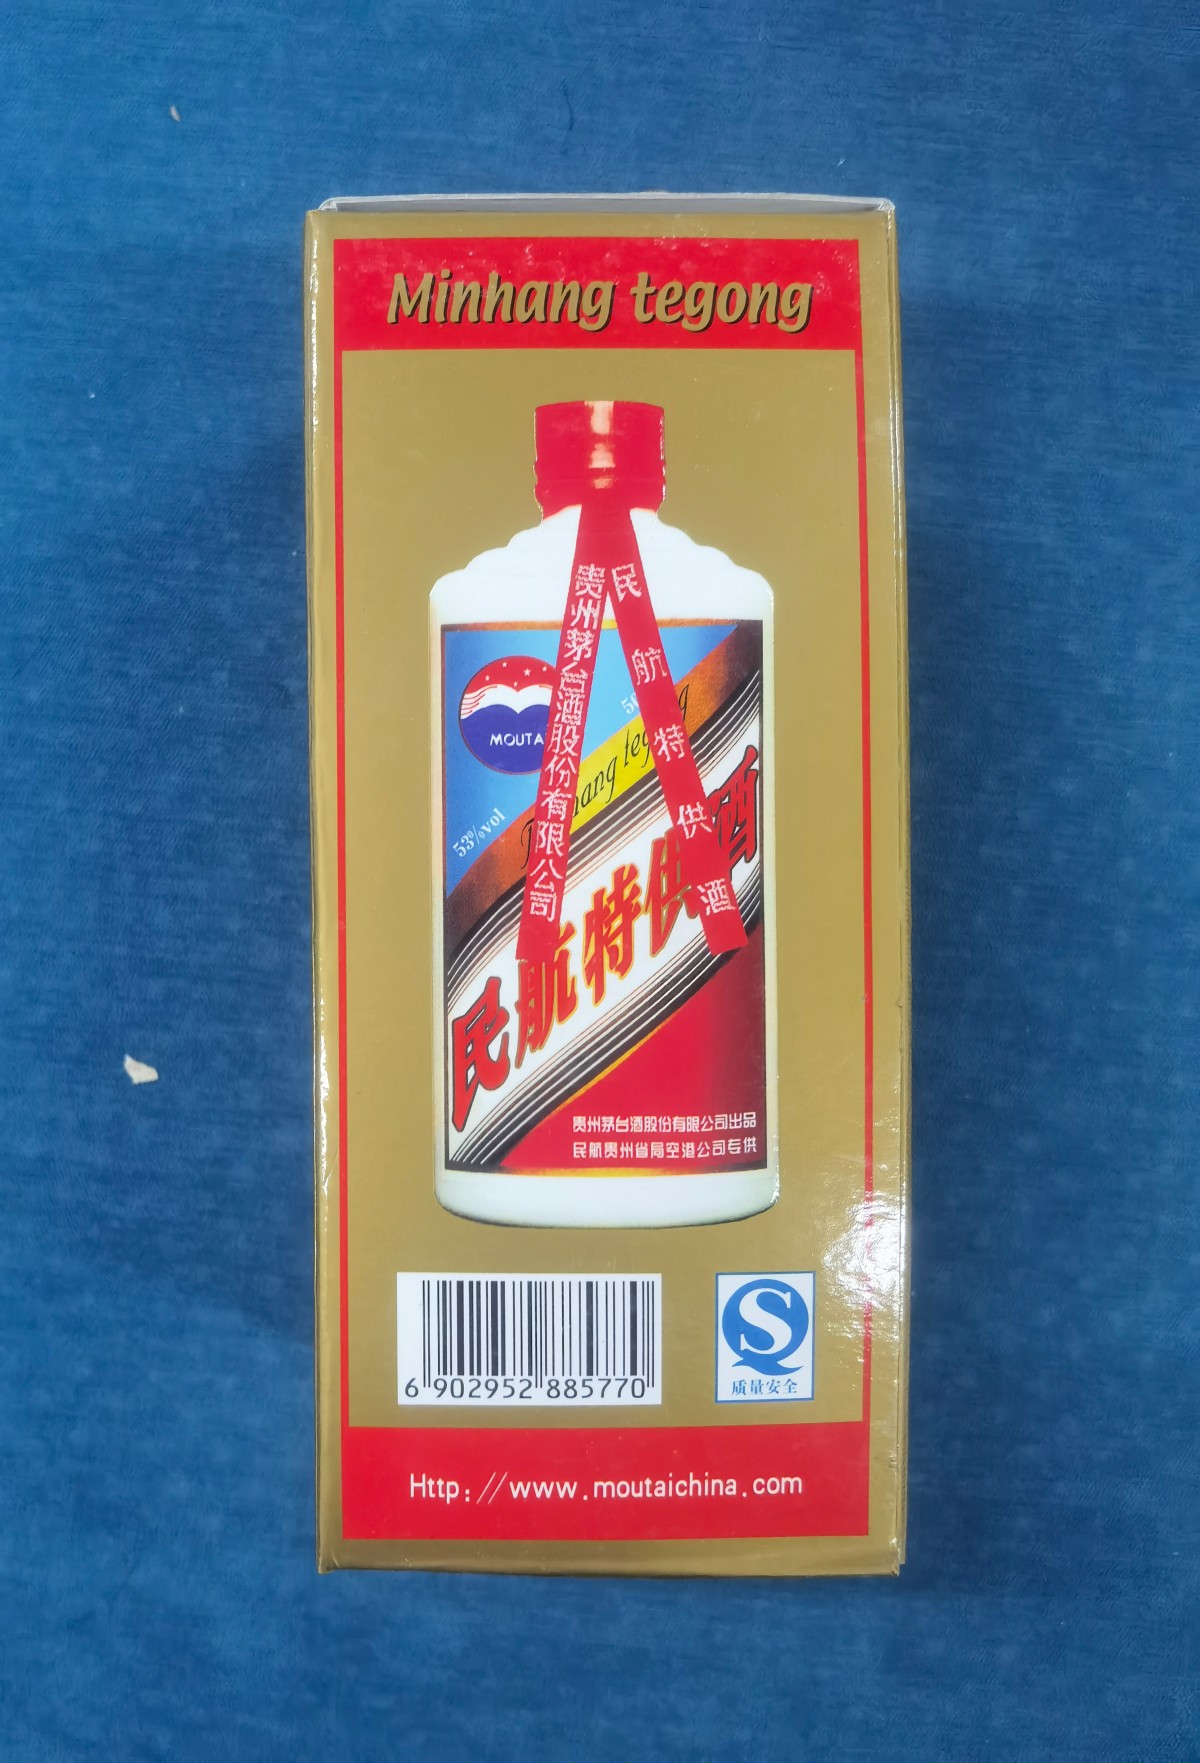 Minhang tegong
贵州茅台酒股份有限公司
民航特供酒
MOUTA
53%vol
ang teg
民航特供酒
贵州茅台酒股份有限公司出品
民航贵州省局空港公司专供
6 902952 885770
S
质量安全
Http://www.moutaichina.com